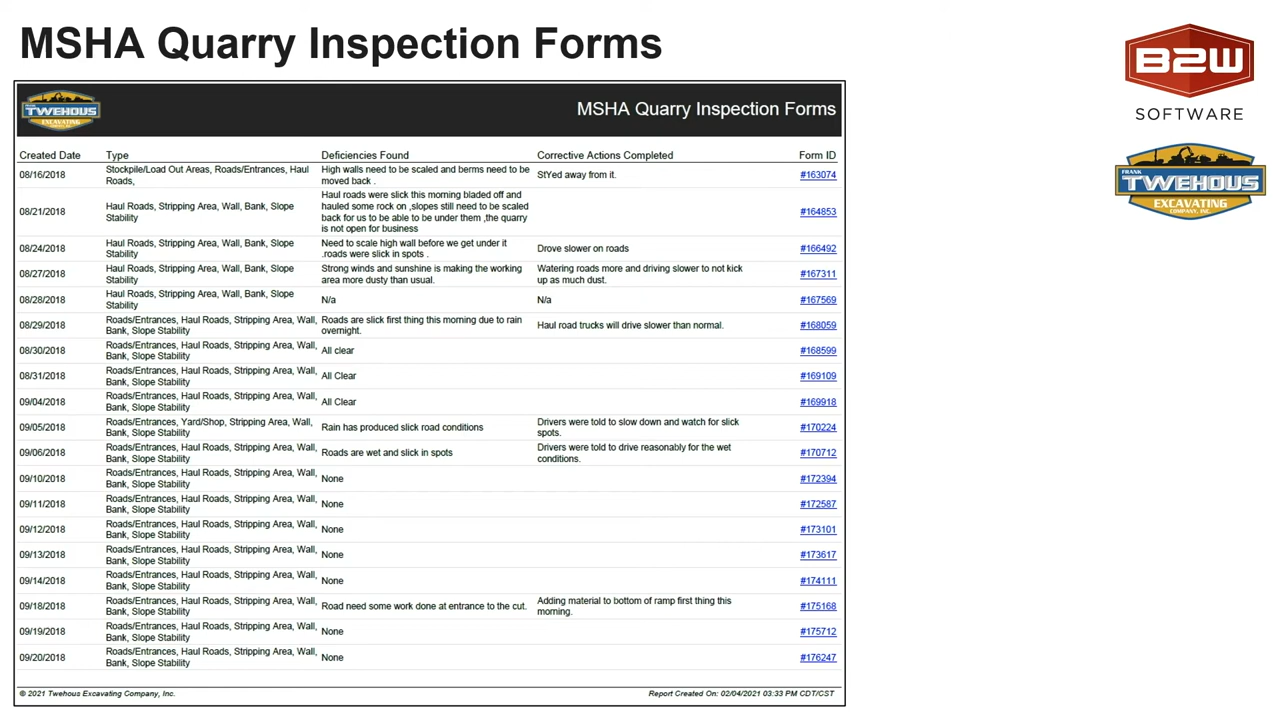 MSHA Quarry Inspection Forms
B2W
SOFTWARE
FRANK
TWEHOUS
EXCAVATING
COMPANY, INC.
TWEHOUS
EXCAVATING
MSHA Quarry Inspection Forms
Created Date Type Deficiencies Found Corrective Actions Completed Form ID
08/16/2018 Stockpile/Load Out Areas, Roads/Entrances, Haul Roads, High walls need to be scaled and berms need to be moved back . StYed away from it. #163074
08/21/2018 Haul Roads, Stripping Area, Wall, Bank, Slope Stability Haul roads were slick this morning bladed off and hauled some rock on ,slopes still need to be scaled back for us to be able to be under them ,the quarry is not open for business #164853
08/24/2018 Haul Roads, Stripping Area, Wall, Bank, Slope Stability Need to scale high wall before we get under it .roads were slick in spots . Drove slower on roads #166492
08/27/2018 Haul Roads, Stripping Area, Wall, Bank, Slope Stability Strong winds and sunshine is making the working area more dusty than usual. Watering roads more and driving slower to not kick up as much dust. #167311
08/28/2018 Haul Roads, Stripping Area, Wall, Bank, Slope Stability N/a N/a #167569
08/29/2018 Roads/Entrances, Haul Roads, Stripping Area, Wall, Bank, Slope Stability Roads are slick first thing this morning due to rain overnight. Haul road trucks will drive slower than normal. #168059
08/30/2018 Roads/Entrances, Haul Roads, Stripping Area, Wall, Bank, Slope Stability All clear #168599
08/31/2018 Roads/Entrances, Haul Roads, Stripping Area, Wall, Bank, Slope Stability All Clear #169109
09/04/2018 Roads/Entrances, Haul Roads, Stripping Area, Wall, Bank, Slope Stability All Clear #169918
09/05/2018 Roads/Entrances, Yard/Shop, Stripping Area, Wall, Bank, Slope Stability Rain has produced slick road conditions Drivers were told to slow down and watch for slick spots. #170224
09/06/2018 Roads/Entrances, Haul Roads, Stripping Area, Wall, Bank, Slope Stability Roads are wet and slick in spots Drivers were told to drive reasonably for the wet conditions. #170712
09/10/2018 Roads/Entrances, Haul Roads, Stripping Area, Wall, Bank, Slope Stability None #172394
09/11/2018 Roads/Entrances, Haul Roads, Stripping Area, Wall, Bank, Slope Stability None #172587
09/12/2018 Roads/Entrances, Haul Roads, Stripping Area, Wall, Bank, Slope Stability None #173101
09/13/2018 Roads/Entrances, Haul Roads, Stripping Area, Wall, Bank, Slope Stability None #173617
09/14/2018 Roads/Entrances, Haul Roads, Stripping Area, Wall, Bank, Slope Stability None #174111
09/18/2018 Roads/Entrances, Haul Roads, Stripping Area, Wall, Bank, Slope Stability Road need some work done at entrance to the cut. Adding material to bottom of ramp first thing this morning. #175168
09/19/2018 Roads/Entrances, Haul Roads, Stripping Area, Wall, Bank, Slope Stability None #175712
09/20/2018 Roads/Entrances, Haul Roads, Stripping Area, Wall, Bank, Slope Stability None #176247
© 2021 Twehous Excavating Company, Inc. Report Created On: 02/04/2021 03:33 PM CDT/CST